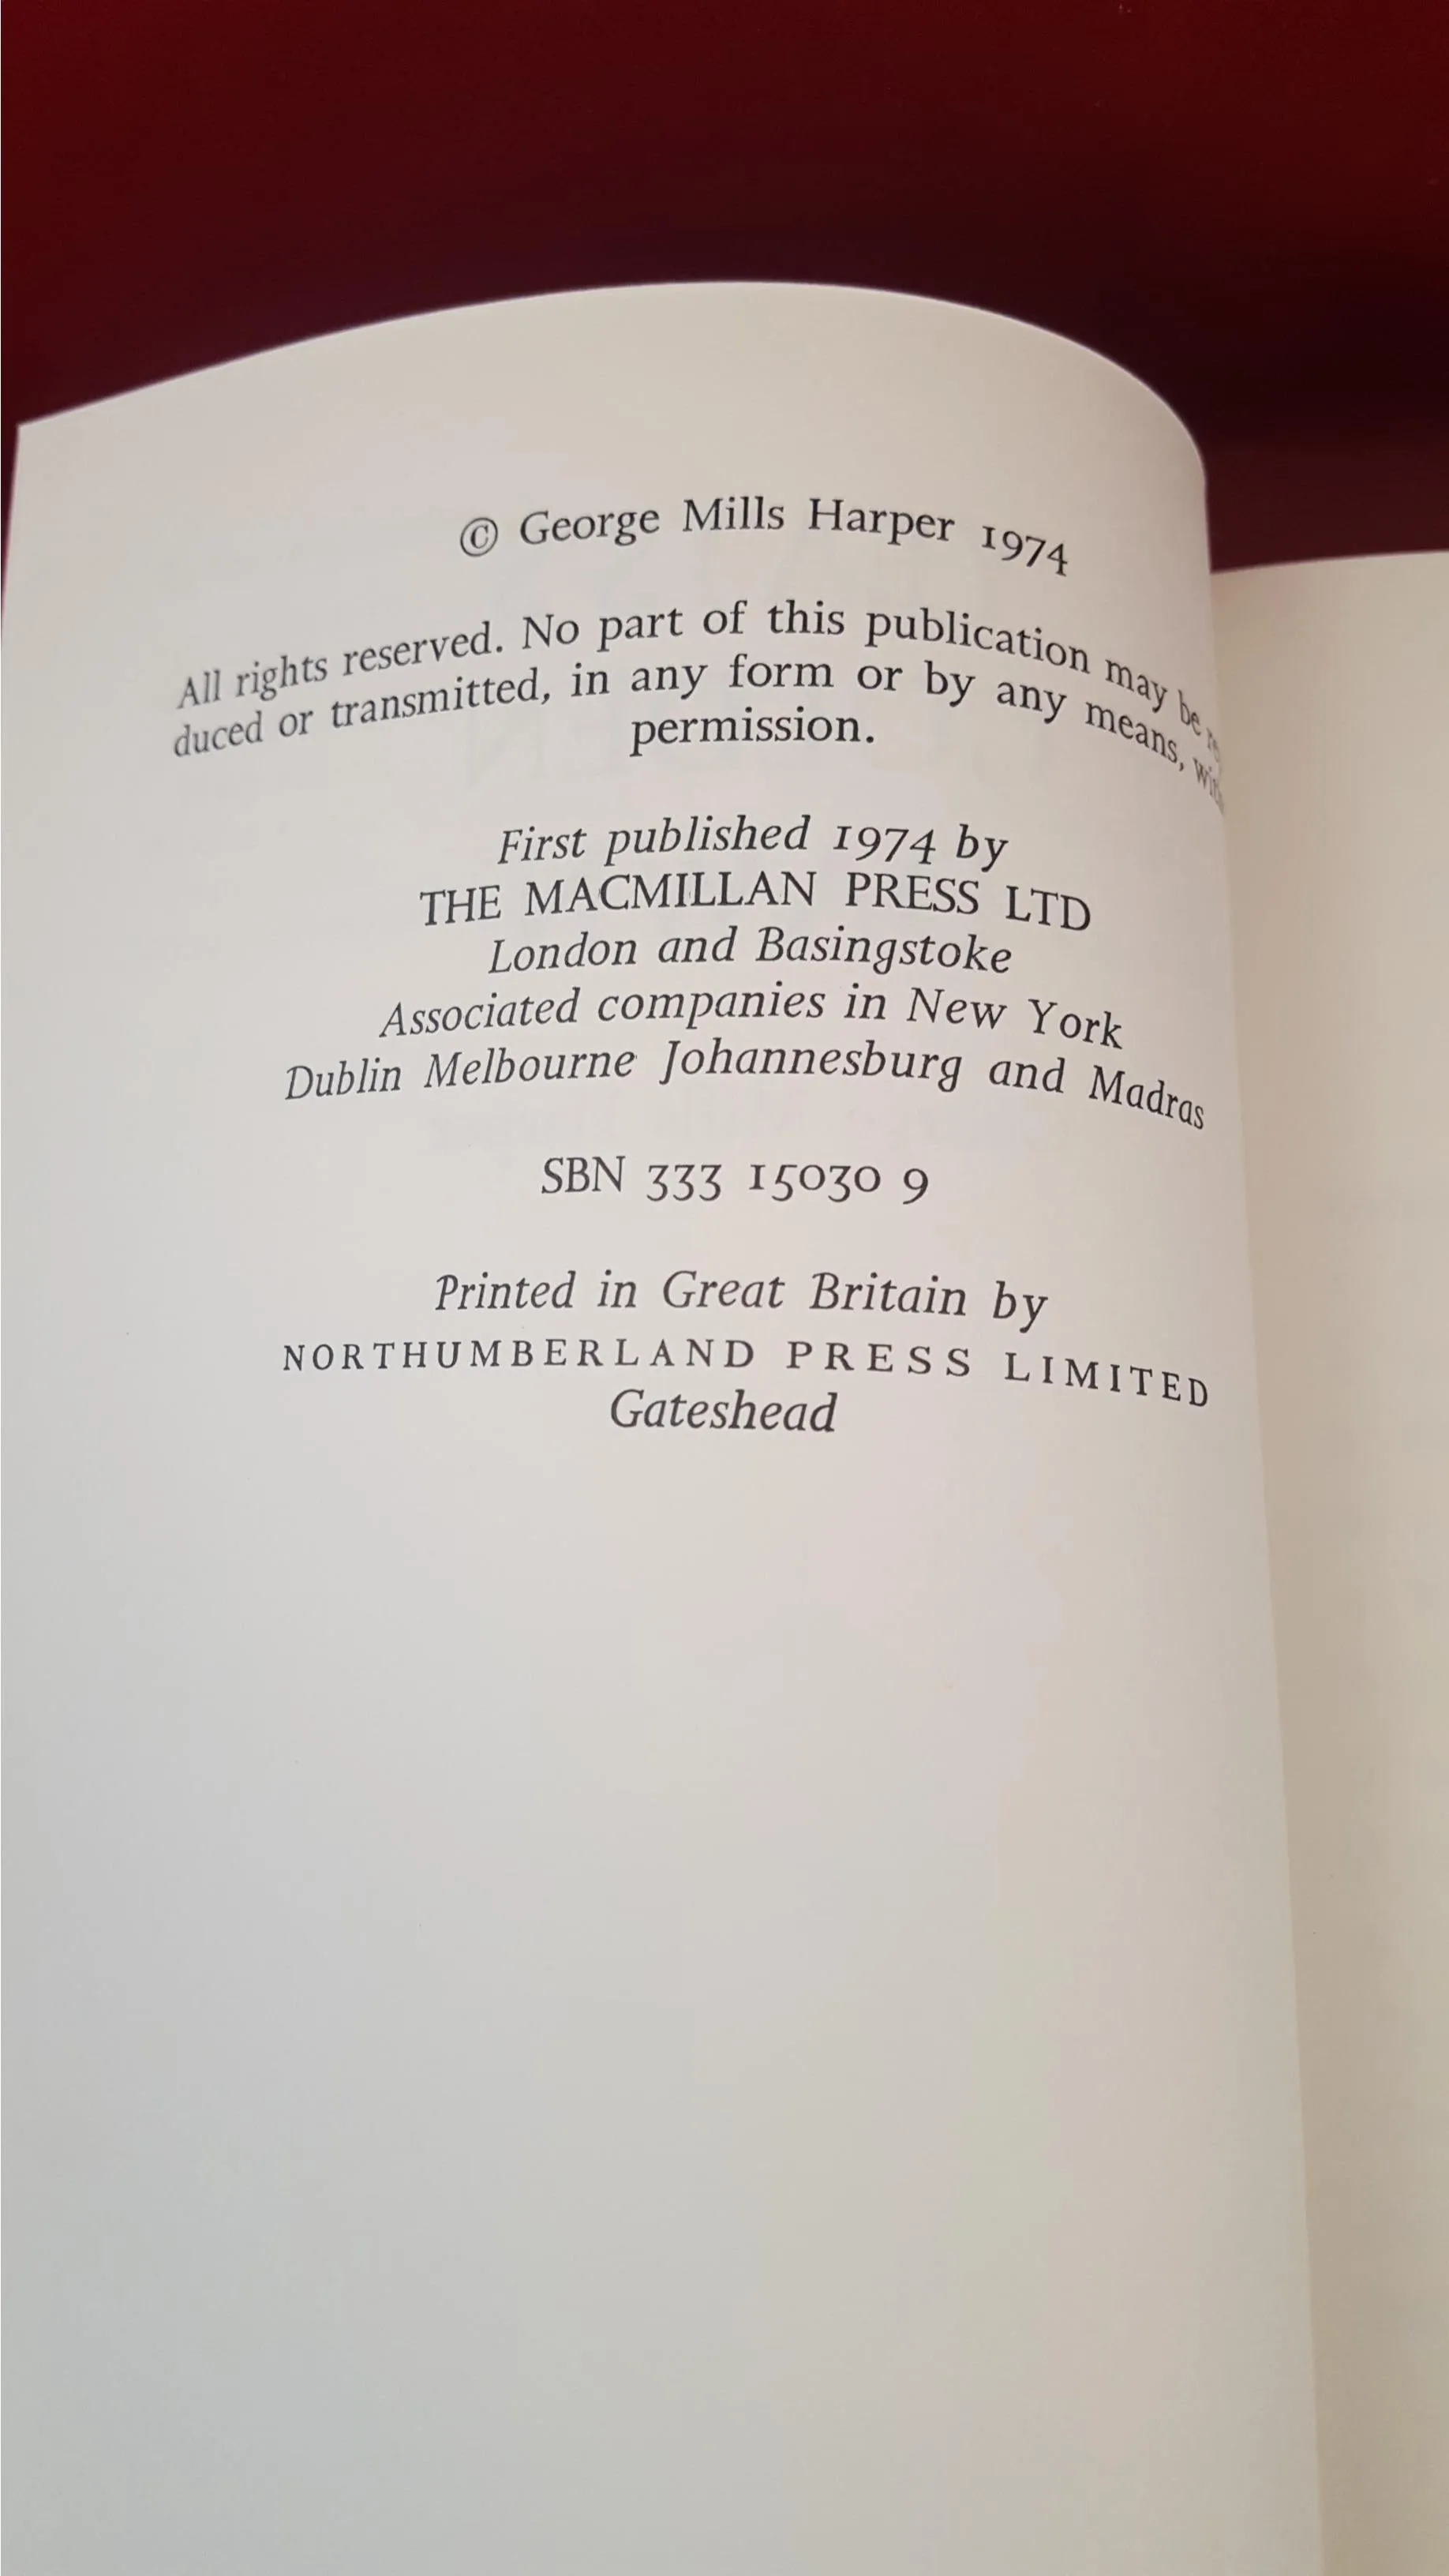 © George Mills Harper 1974
All rights reserved. No part of this publication may be
duced or transmitted, in any form or by any means,
permission.
First published 1974 by
THE MACMILLAN PRESS LTD
London and Basingstoke
Associated companies in New York
Dublin Melbourne Johannesburg and Madras
SBN 333 15030 9
Printed in Great Britain by
NORTHUMBERLAND PRESS LIMITED
Gateshead